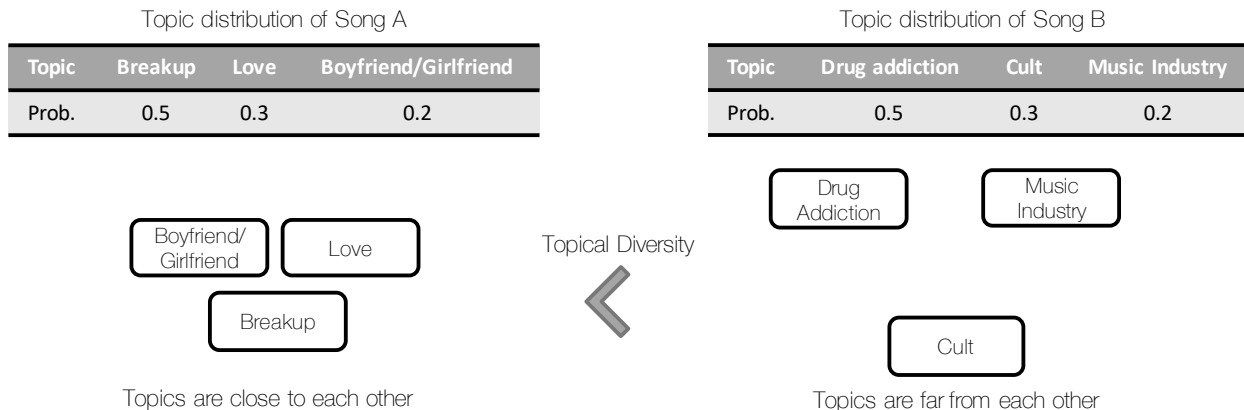 Topic distribution of Song A
Topic Breakup Love Boyfriend/Girlfriend
Prob. 0.5 0.3 0.2
Boyfriend/
Girlfriend
Love
Breakup
Topics are close to each other
Topical Diversity
Topic distribution of Song B
Topic Drug addiction Cult Music Industry
Prob. 0.5 0.3 0.2
Drug
Addiction
Music
Industry
Cult
Topics are far from each other